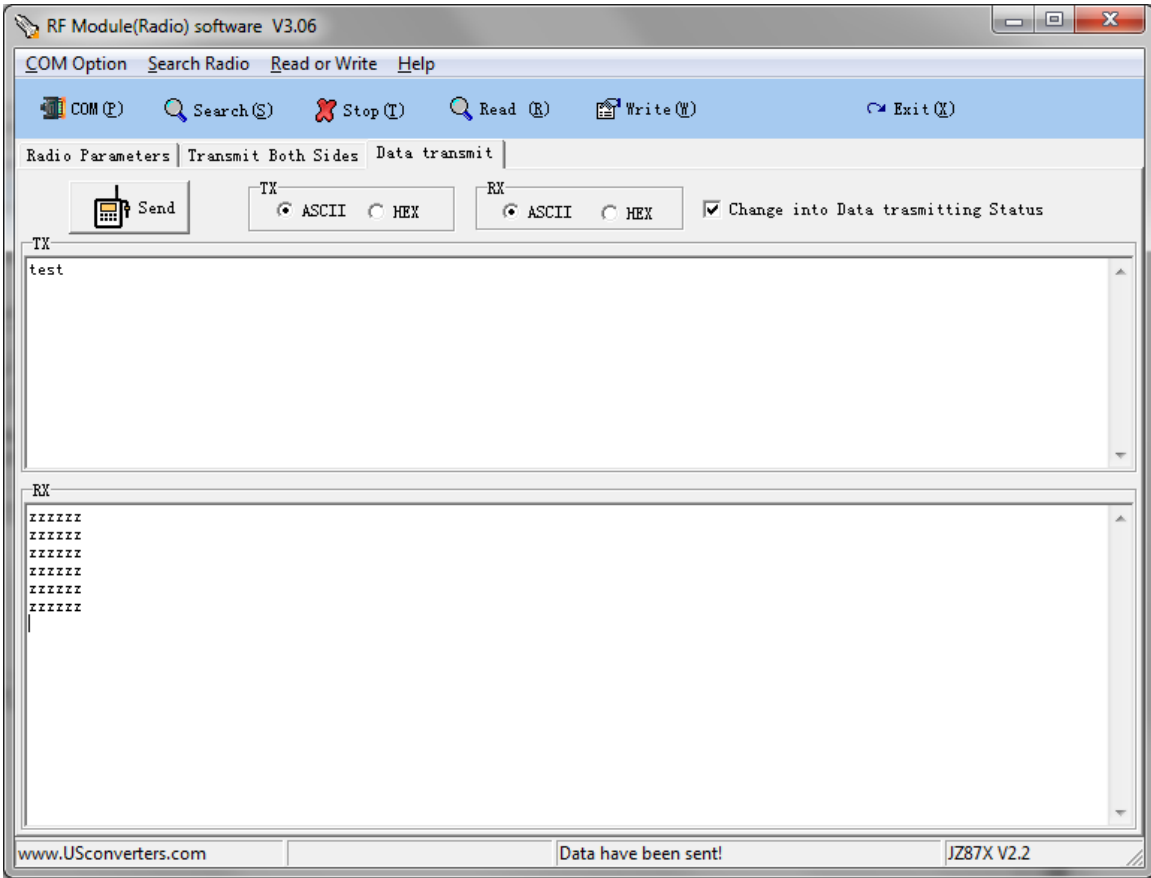 RF Module(Radio) software V3.06
COM Option Search Radio Read or Write Help
COM(P) Search(S) Stop(T) Read (R) Write(W) Exit(X)
Radio Parameters Transmit Both Sides Data transmit
Send TX ASCII HEX RX ASCII HEX Change into Data trasmitting Status
TX
test
RX
zzzzzz
zzzzzz
zzzzzz
zzzzzz
zzzzzz
zzzzzz
www.USconverters.com Data have been sent! JZ87X V2.2